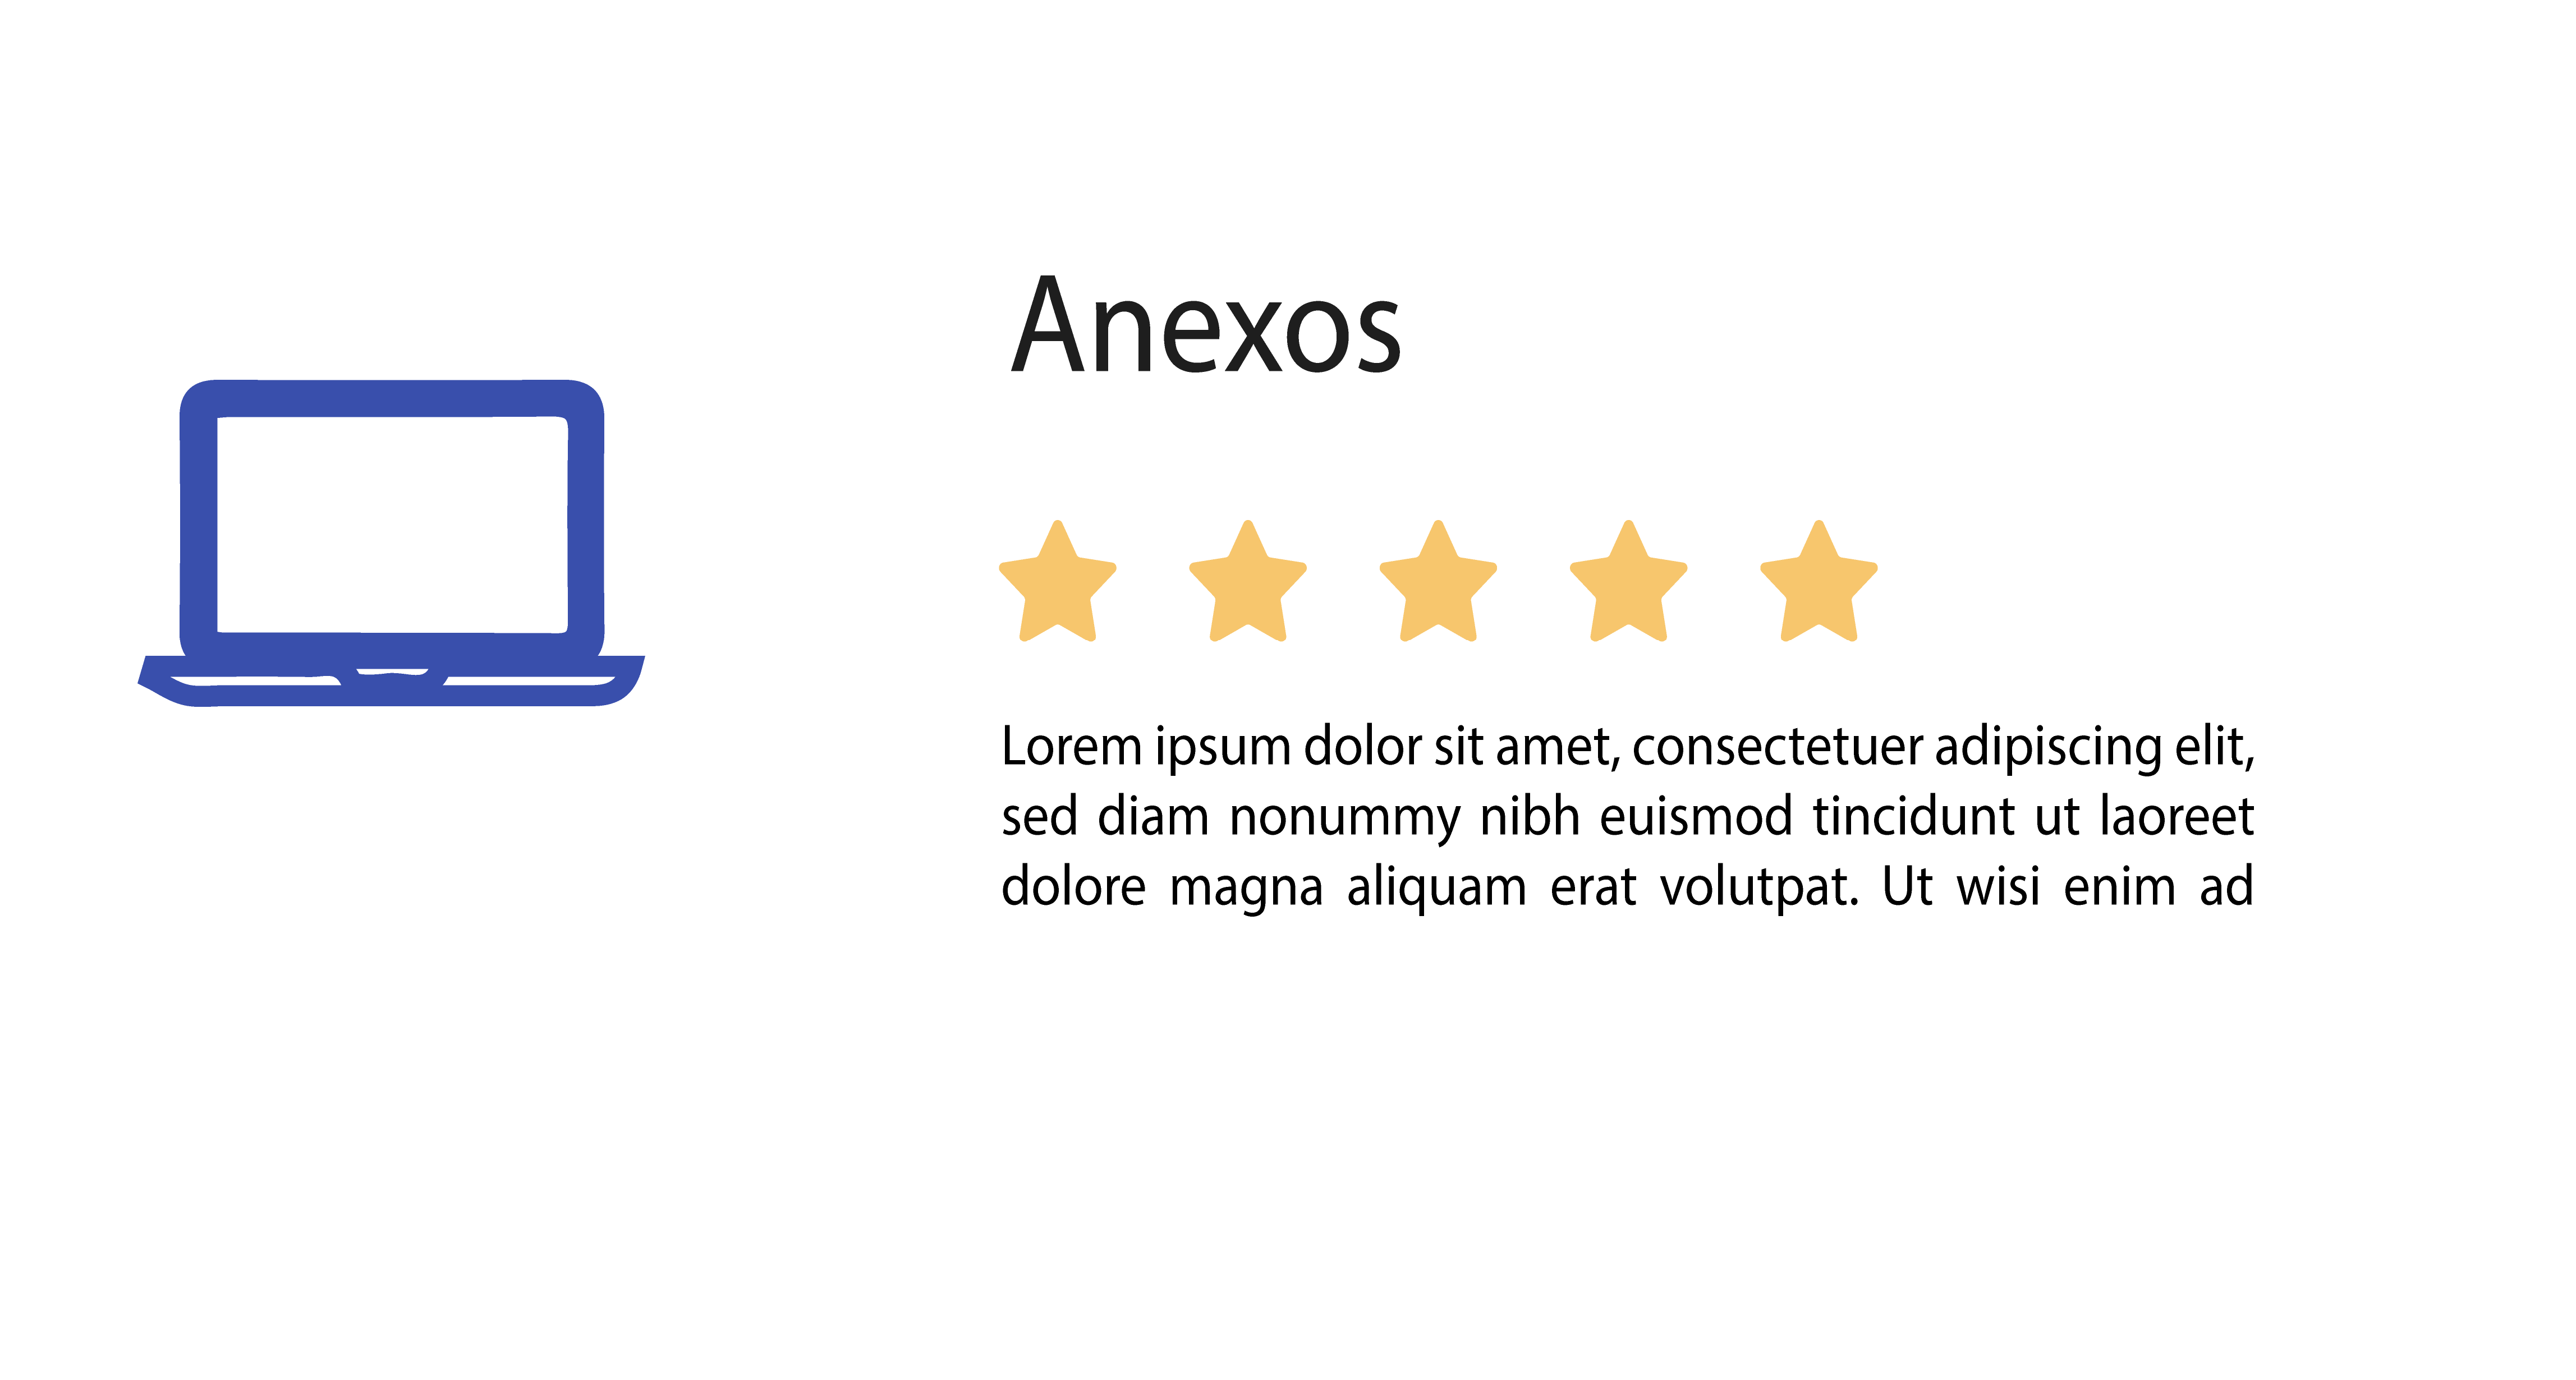 Anexos
Lorem ipsum dolor sit amet, consectetuer adipiscing elit,
sed diam nonummy nibh euismod tincidunt ut laoreet
dolore magna aliquam erat volutpat. Ut wisi enim ad